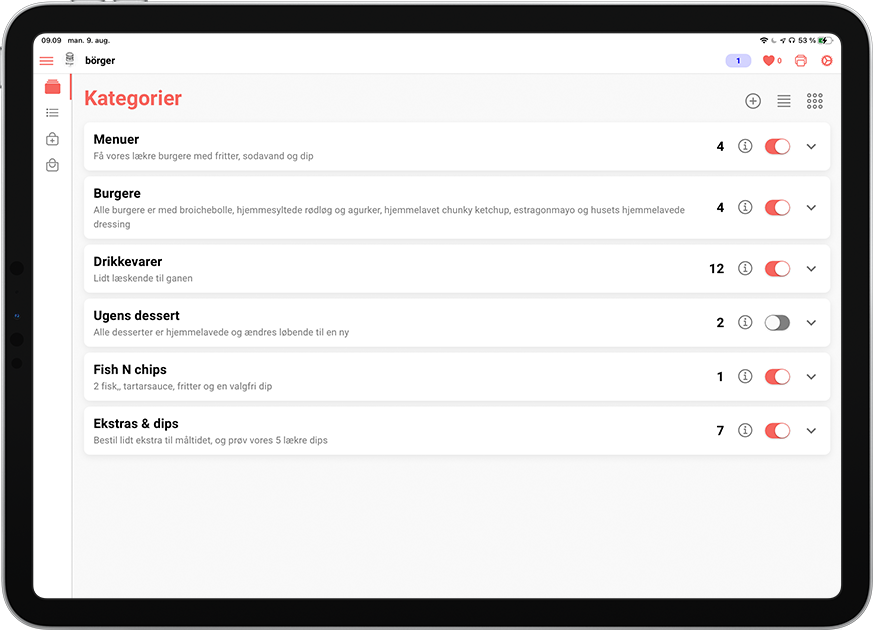 09.09 man. 9. aug.
53 %
börger
1
0
Kategorier
Menuer
4
Få vores lækre burgere med fritter, sodavand og dip
Burgere
4
Alle burgere er med broichebolle, hjemmesyltede rødløg og agurker, hjemmelavet chunky ketchup, estragonmayo og husets hjemmelavede
dressing
Drikkevarer
12
Lidt læskende til ganen
Ugens dessert
2
Alle desserter er hjemmelavede og ændres løbende til en ny
Fish N chips
1
2 fisk,, tartarsauce, fritter og en valgfri dip
Ekstras & dips
7
Bestil lidt ekstra til måltidet, og prøv vores 5 lækre dips